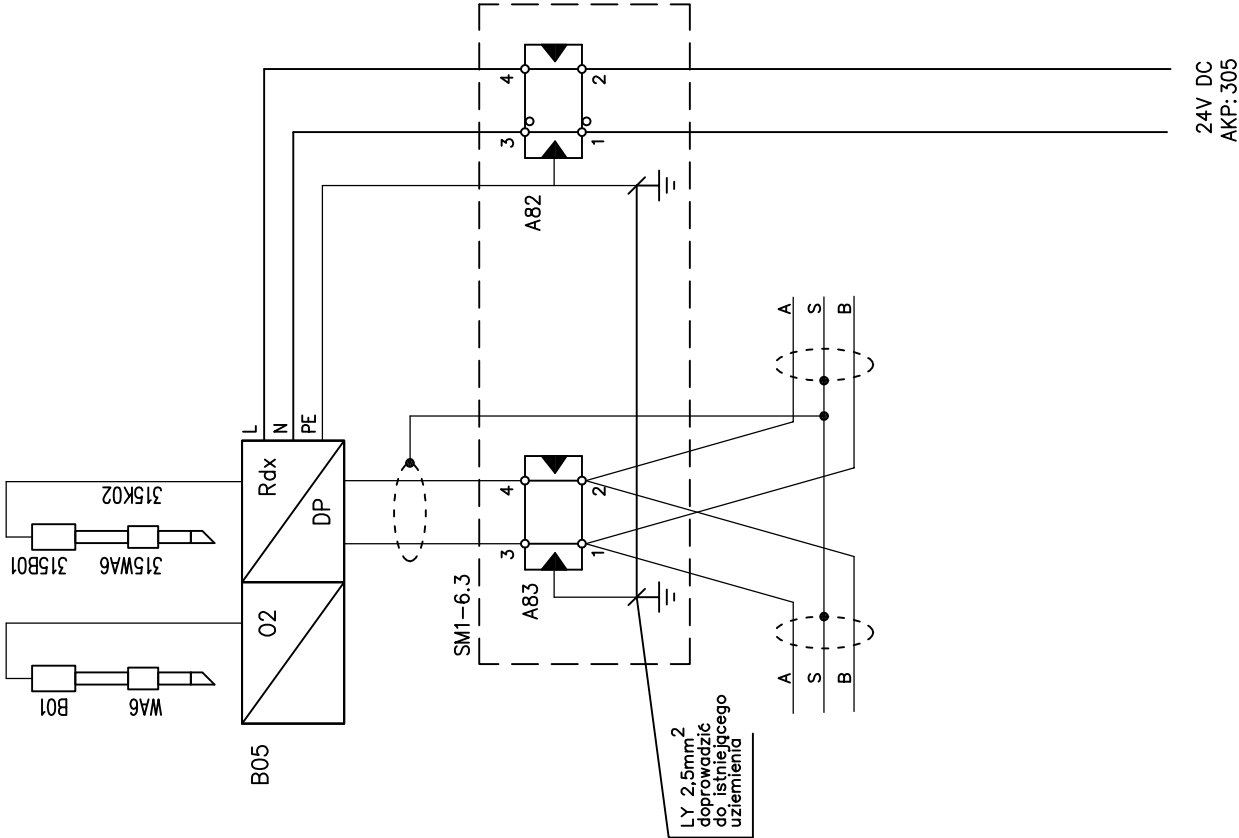 315B01
315WA6
315K02
B01
WA6
B05
O2
Rdx
DP
L
N
PE
SM1-6.3
A82
3
4
1
2
A83
3
4
1
2
A
S
B
A
S
B
LY 2,5mm²
doprowadzić
do istniejącego
uziemienia
24V DC
AKP:305